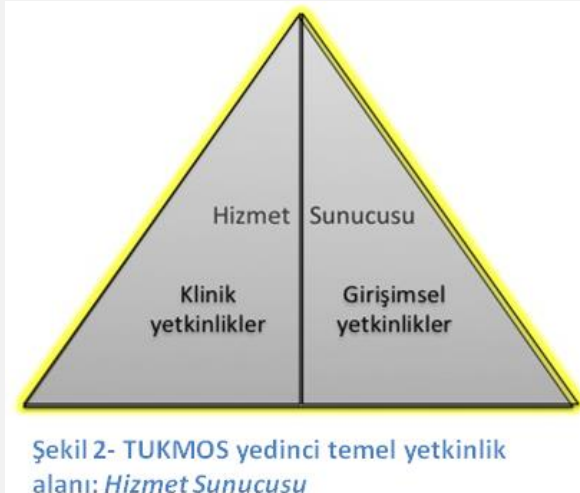 Hizmet Sunucusu
Klinik yetkinlikler
Girişimsel yetkinlikler
Şekil 2- TUKMOS yedinci temel yetkinlik
alanı: Hizmet Sunucusu